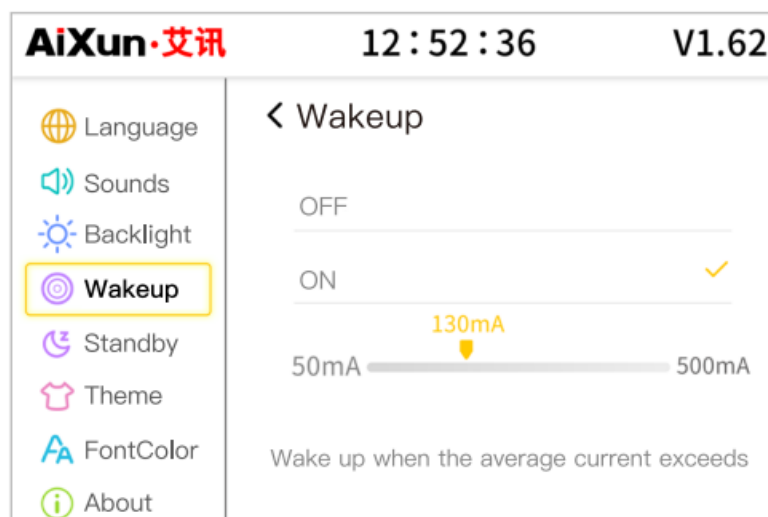 AiXun·艾讯 12:52:36 V1.62
Language
Sounds
Backlight
Wakeup
Standby
Theme
FontColor
About
Wakeup
OFF
ON
130mA
50mA 500mA
Wake up when the average current exceeds